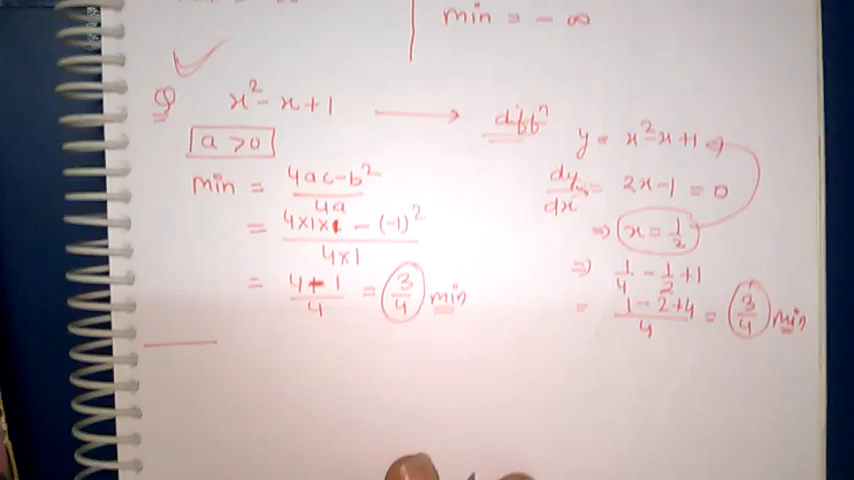 min = - ∞
Q x² - x + 1 ⟶ diffⁿ
a > 0
min = 4ac - b² / 4a
= 4×1×1 - (-1)² / 4×1
= 4 - 1 / 4 = 3/4 min
y = x² - x + 1
dy/dx = 2x - 1 = 0
⇒ x = 1/2
⇒ 1/4 - 1/2 + 1
= 1 - 2 + 4 / 4 = 3/4 min